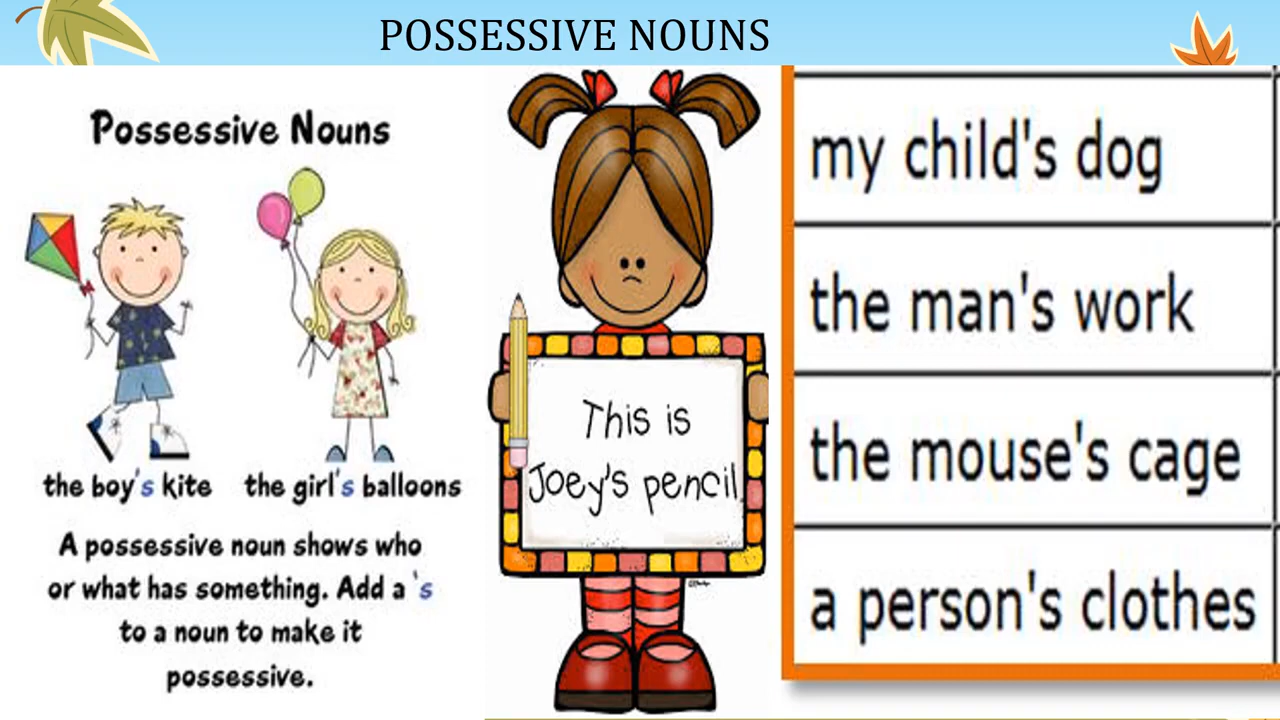 POSSESSIVE NOUNS
Possessive Nouns
the boy's kite
the girl's balloons
A possessive noun shows who
or what has something. Add a 's
to a noun to make it
possessive.
This is
Joey's pencil
my child's dog
the man's work
the mouse's cage
a person's clothes